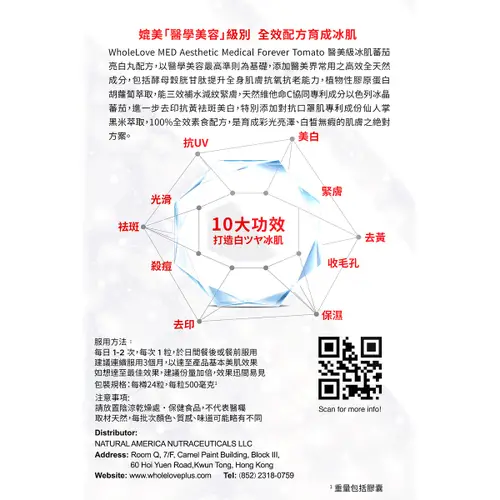 媲美「醫學美容」級別 全效配方育成冰肌
WholeLove MED Aesthetic Medical Forever Tomato 醫美級冰肌蕃茄
亮白丸配方，以醫學美容最高準則為基礎，添加醫美界常用之高效全天然
成分，包括酵母穀胱甘肽提升全身肌膚抗氧抗老能力，植物性膠原蛋白
胡蘿蔔萃取，能三效補水減紋緊膚，天然維他命C協同專利成分以色列冰晶
蕃茄，進一步去印抗黃袪斑美白，特別添加對抗口罩肌專利成份仙人掌
黑米萃取，100%全效素食配方，是育成彩光亮澤、白皙無瑕的肌膚之絶對
方案。
抗UV
美白
光滑
緊膚
袪斑
10大功效
打造白ツヤ冰肌
去黃
殺痘
收毛孔
去印
保濕
服用方法：
每日 1-2 次，每次 1 粒，於日間餐後或餐前服用
建議連續服用3個月，以達至產品基本美肌效果
如想達至最佳效果，建議份量加倍，效果迅間易見
包裝規格：每樽24粒，每粒500毫克¹
注意事項：
請放置陰涼乾燥處，保健食品，不代表醫囑
取材天然，每批次顏色、質感、味道可能略有不同
Scan for more info!
Distributor:
NATURAL AMERICA NUTRACEUTICALS LLC
Address: Room Q, 7/F, Camel Paint Building, Block III,
60 Hoi Yuen Road,Kwun Tong, Hong Kong
Website: www.wholeloveplus.com Tel: (852) 2318-0759
¹ 重量包括膠囊